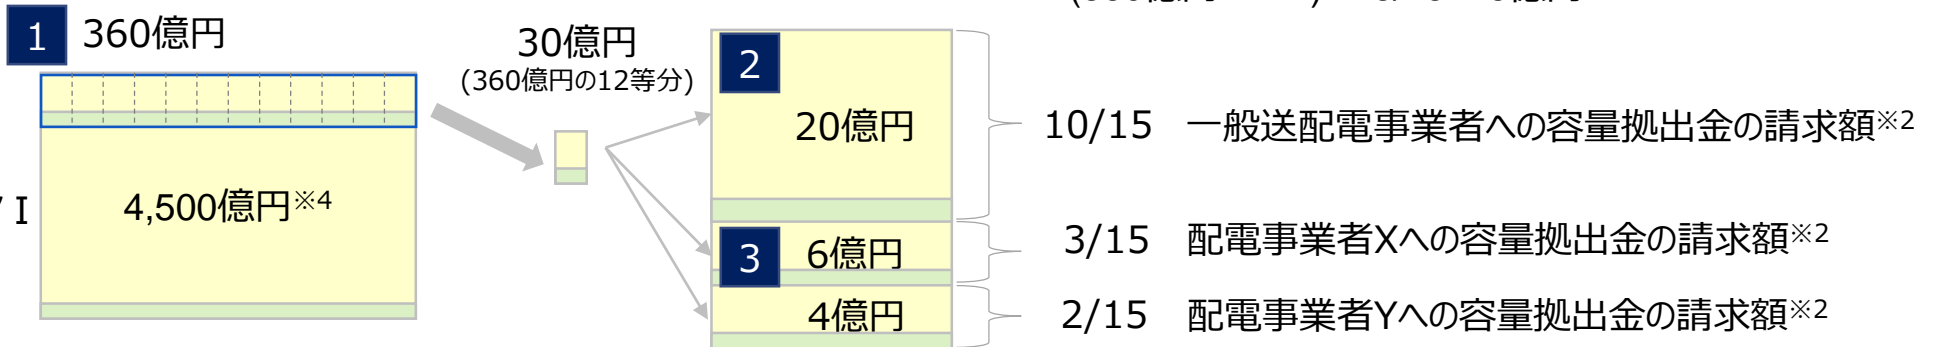 1 360億円
30億円
(360億円の12等分)
2
20億円
10/15 一般送配電事業者への容量拠出金の請求額※2
4,500億円※4
I
3
6億円
3/15 配電事業者Xへの容量拠出金の請求額※2
4億円
2/15 配電事業者Yへの容量拠出金の請求額※2